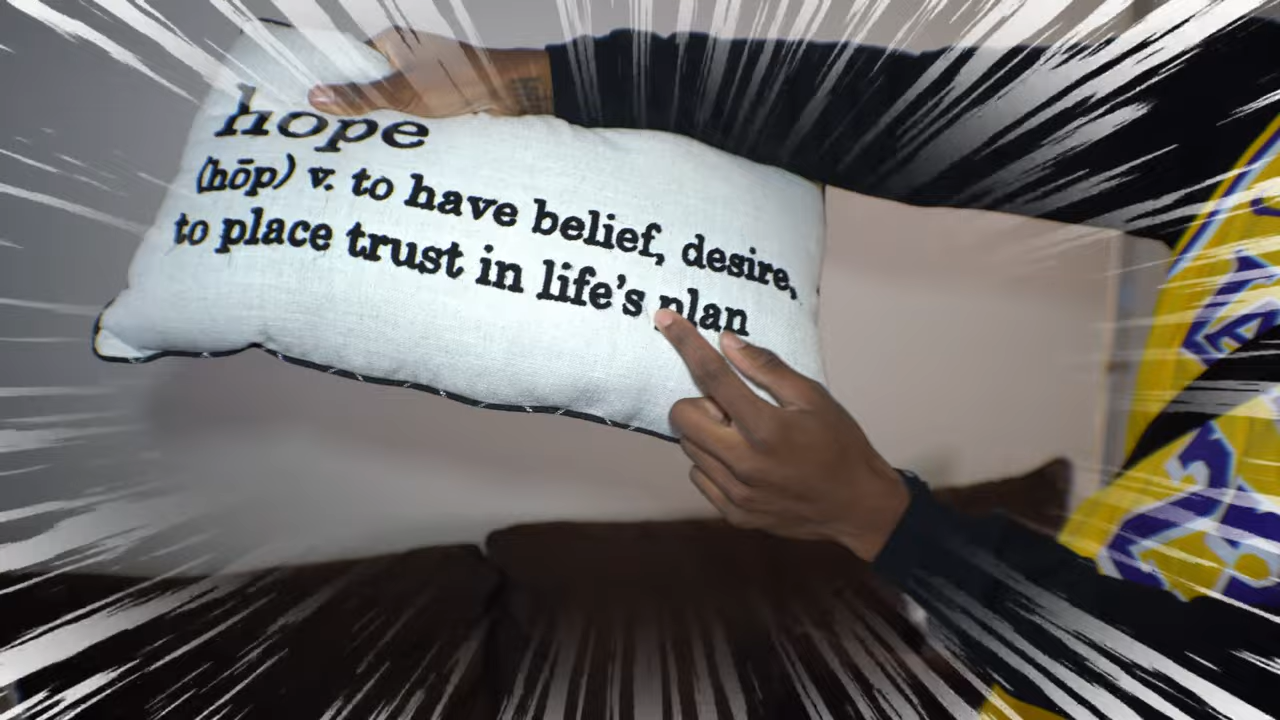 hope
(hōp) v. to have belief, desire,
to place trust in life's plan